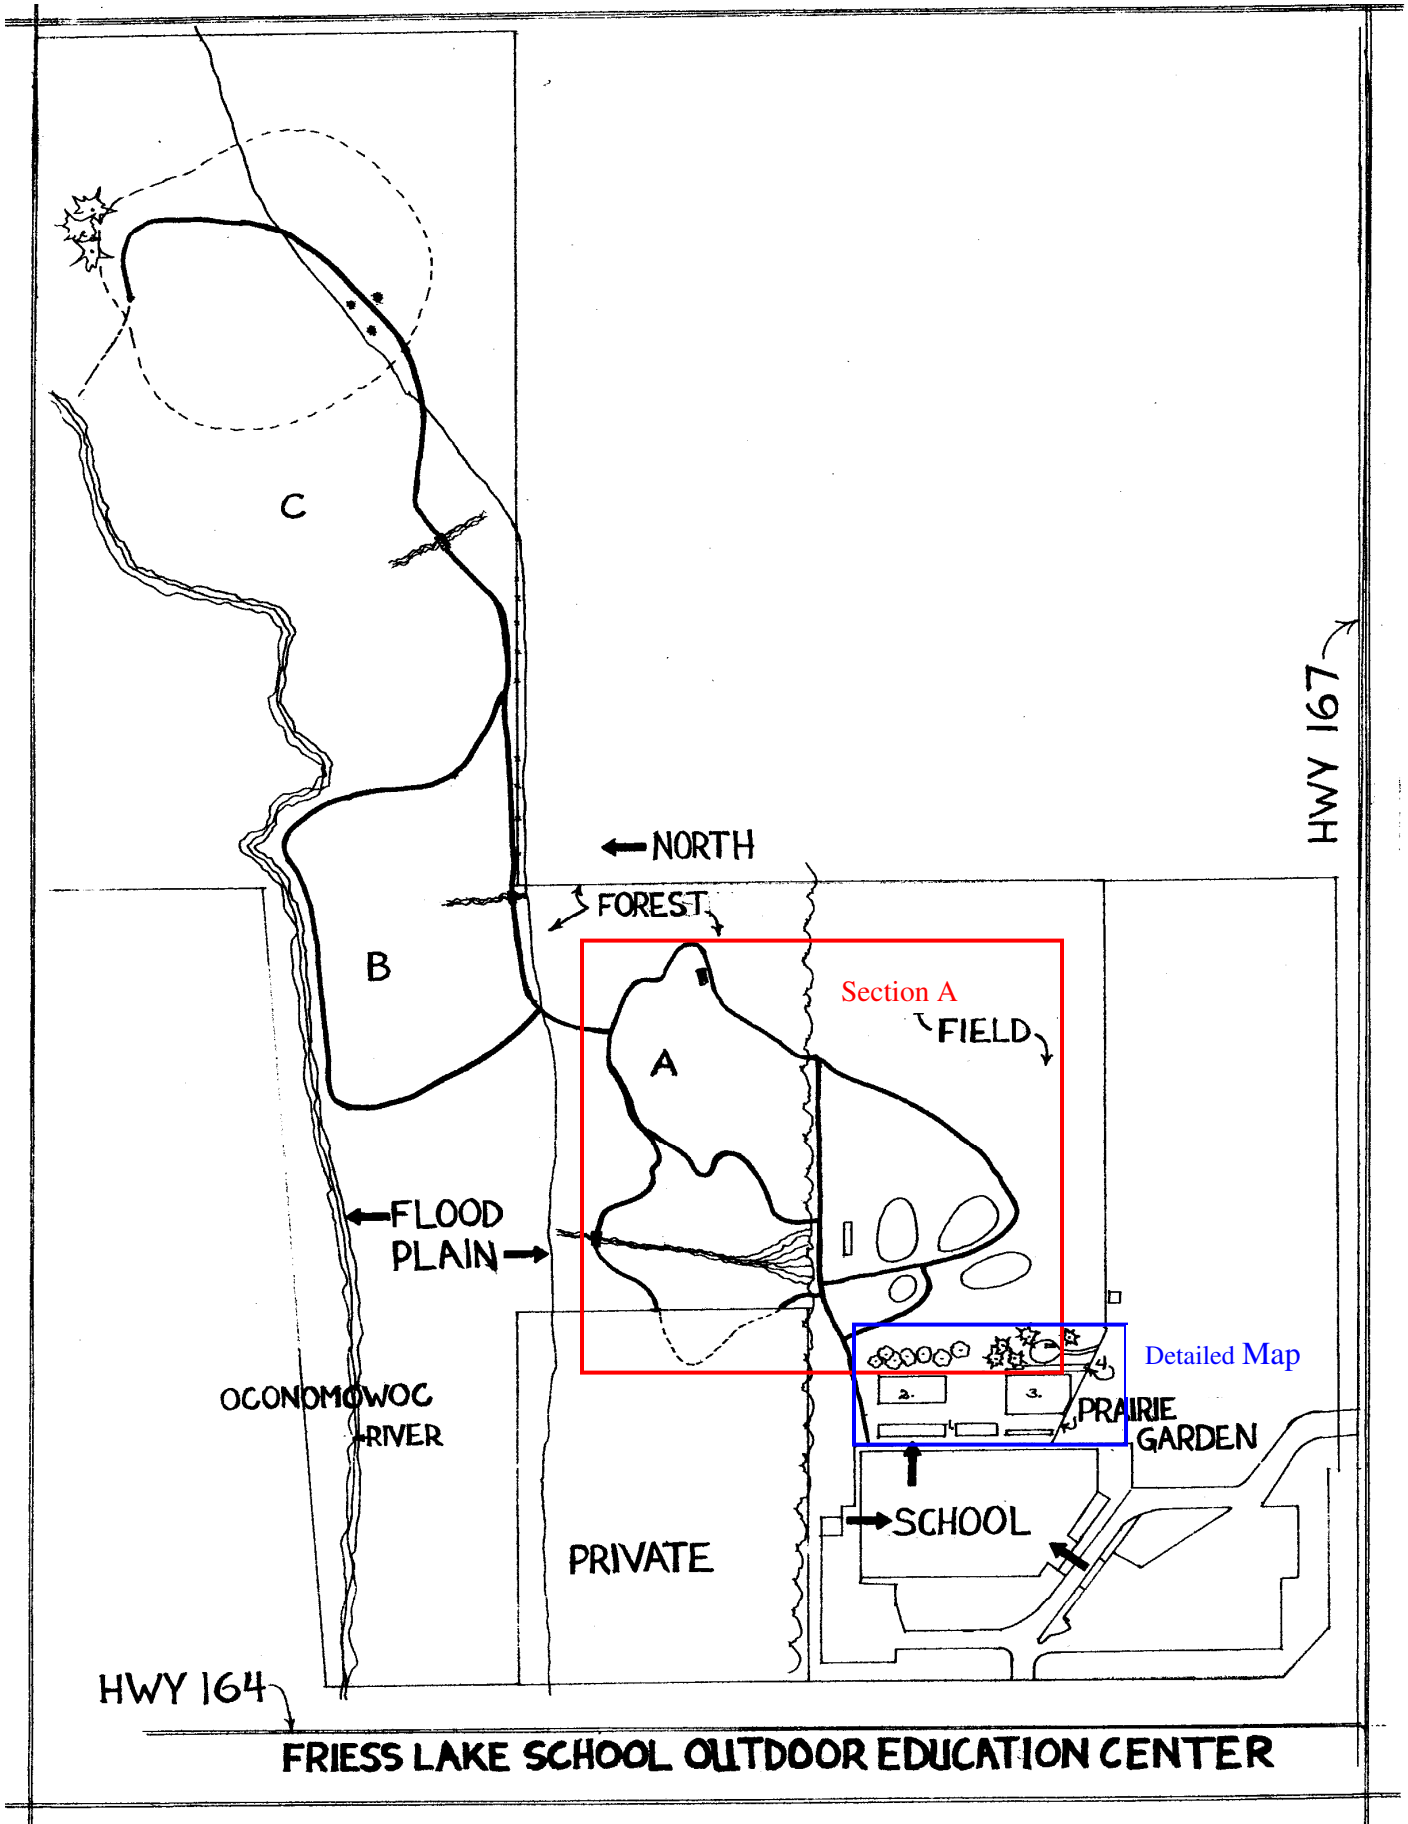 C
HWY 167
NORTH
FOREST
B
Section A
FIELD
A
FLOOD
PLAIN
Detailed Map
4.
2.
3.
PRAIRIE
GARDEN
1.
OCONOMOWOC
RIVER
SCHOOL
PRIVATE
HWY 164
FRIESS LAKE SCHOOL OUTDOOR EDUCATION CENTER